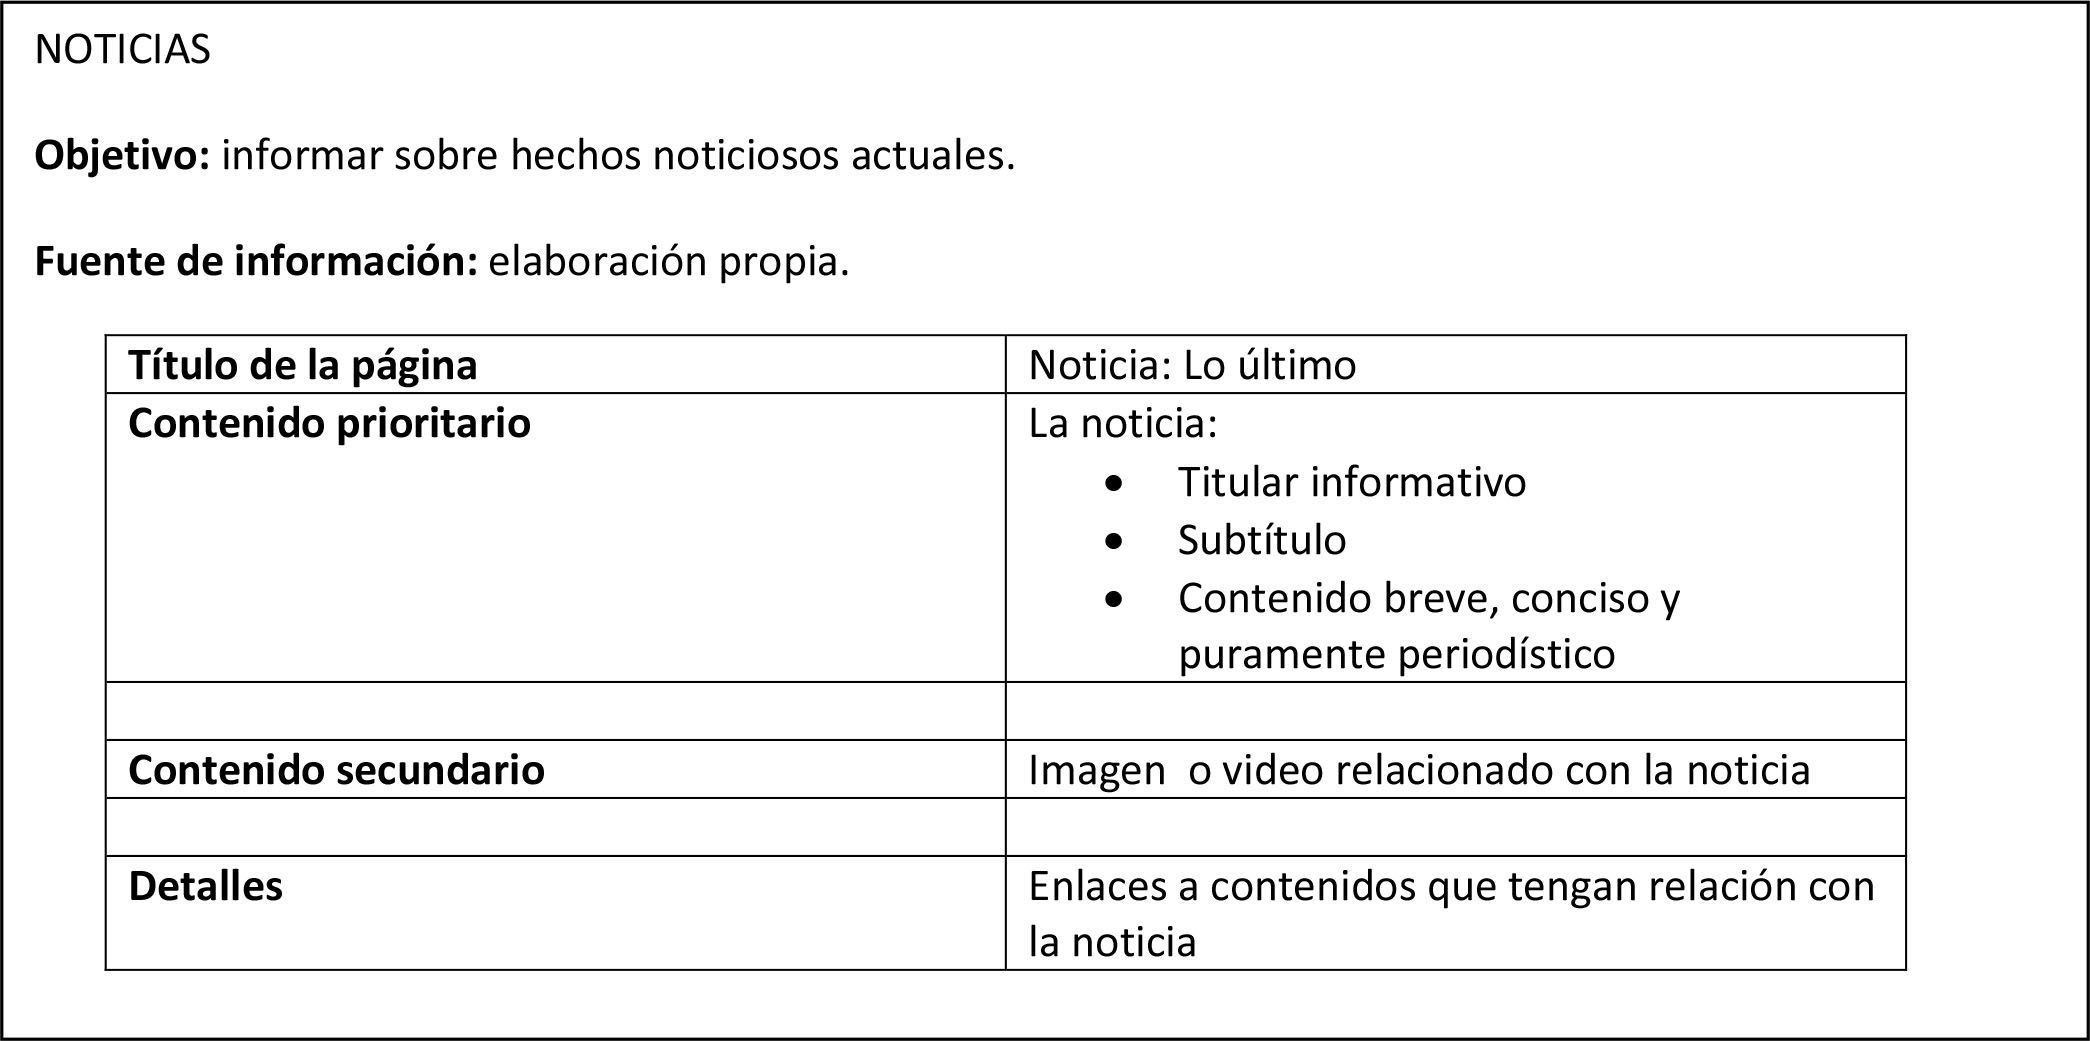 NOTICIAS
Objetivo: informar sobre hechos noticiosos actuales.
Fuente de información: elaboración propia.
Título de la página
Noticia: Lo último
Contenido prioritario
La noticia:
• Titular informativo
• Subtítulo
• Contenido breve, conciso y
puramente periodístico
Contenido secundario
Imagen  o video relacionado con la noticia
Detalles
Enlaces a contenidos que tengan relación con
la noticia